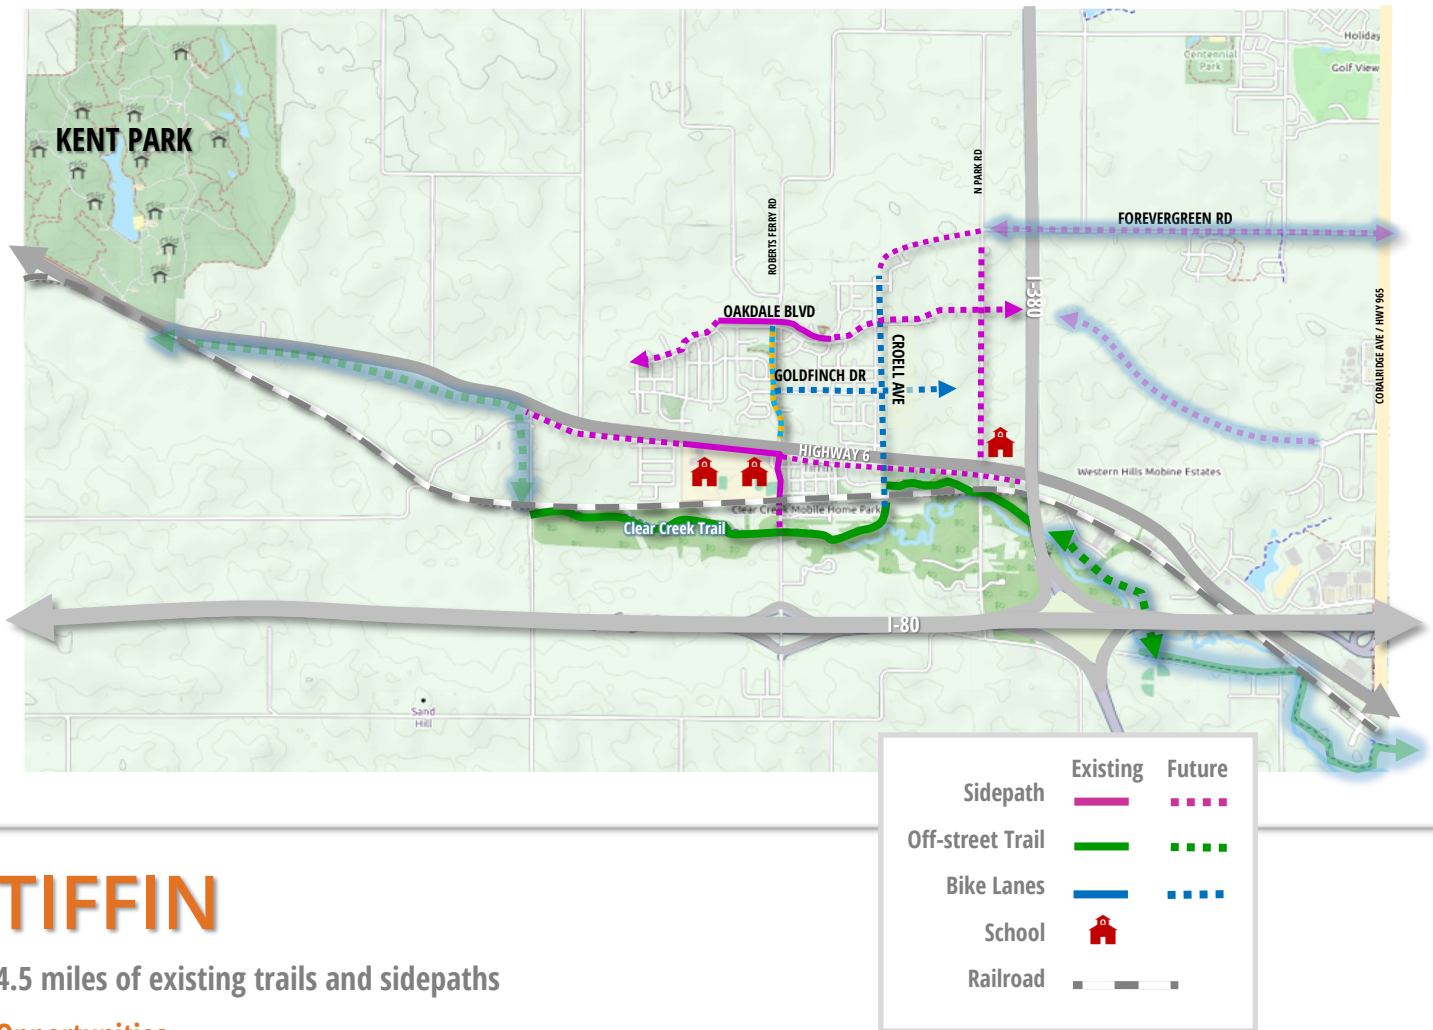 Holiday
Centennial
Park
Golf View
KENT PARK
N PARK RD
ROBERTS FERRY RD
FOREVERGREEN RD
I-380
OAKDALE BLVD
CORALRIDGE AVE / HWY 965
CROELL AVE
GOLDFINCH DR
HIGHWAY 6
Tiffin
Western Hills Mobine Estates
Clear Creek Mobile Home Park
Clear Creek Trail
I-80
Sand
Hill
Existing Future
Sidepath
Off-street Trail
Bike Lanes
School
Railroad
TIFFIN
4.5 miles of existing trails and sidepaths
Opportunities